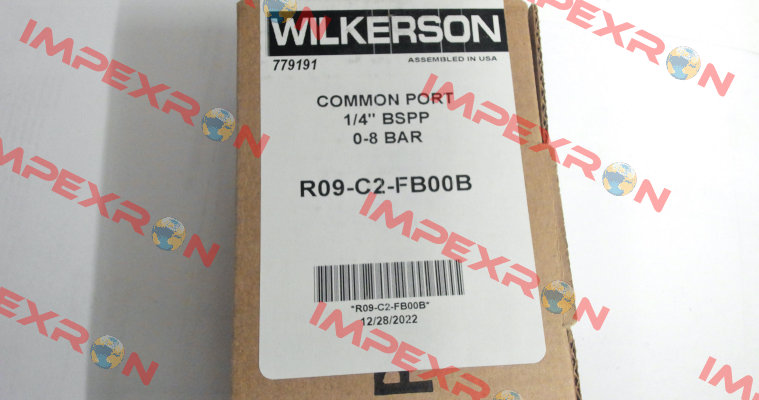 WILKERSON
779191
ASSEMBLED IN USA
COMMON PORT
1/4" BSPP
0-8 BAR
R09-C2-FB00B
"R09-C2-FB00B"
12/28/2022
IMPEXRON
IMPEXRON
IMPEXRON
IMPEXRON
IMPEXRON
IMPEXRON